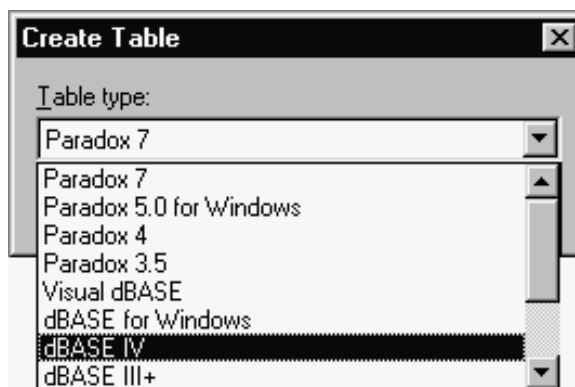 Create Table
Table type:
Paradox 7
Paradox 7
Paradox 5.0 for Windows
Paradox 4
Paradox 3.5
Visual dBASE
dBASE for Windows
dBASE IV
dBASE III+